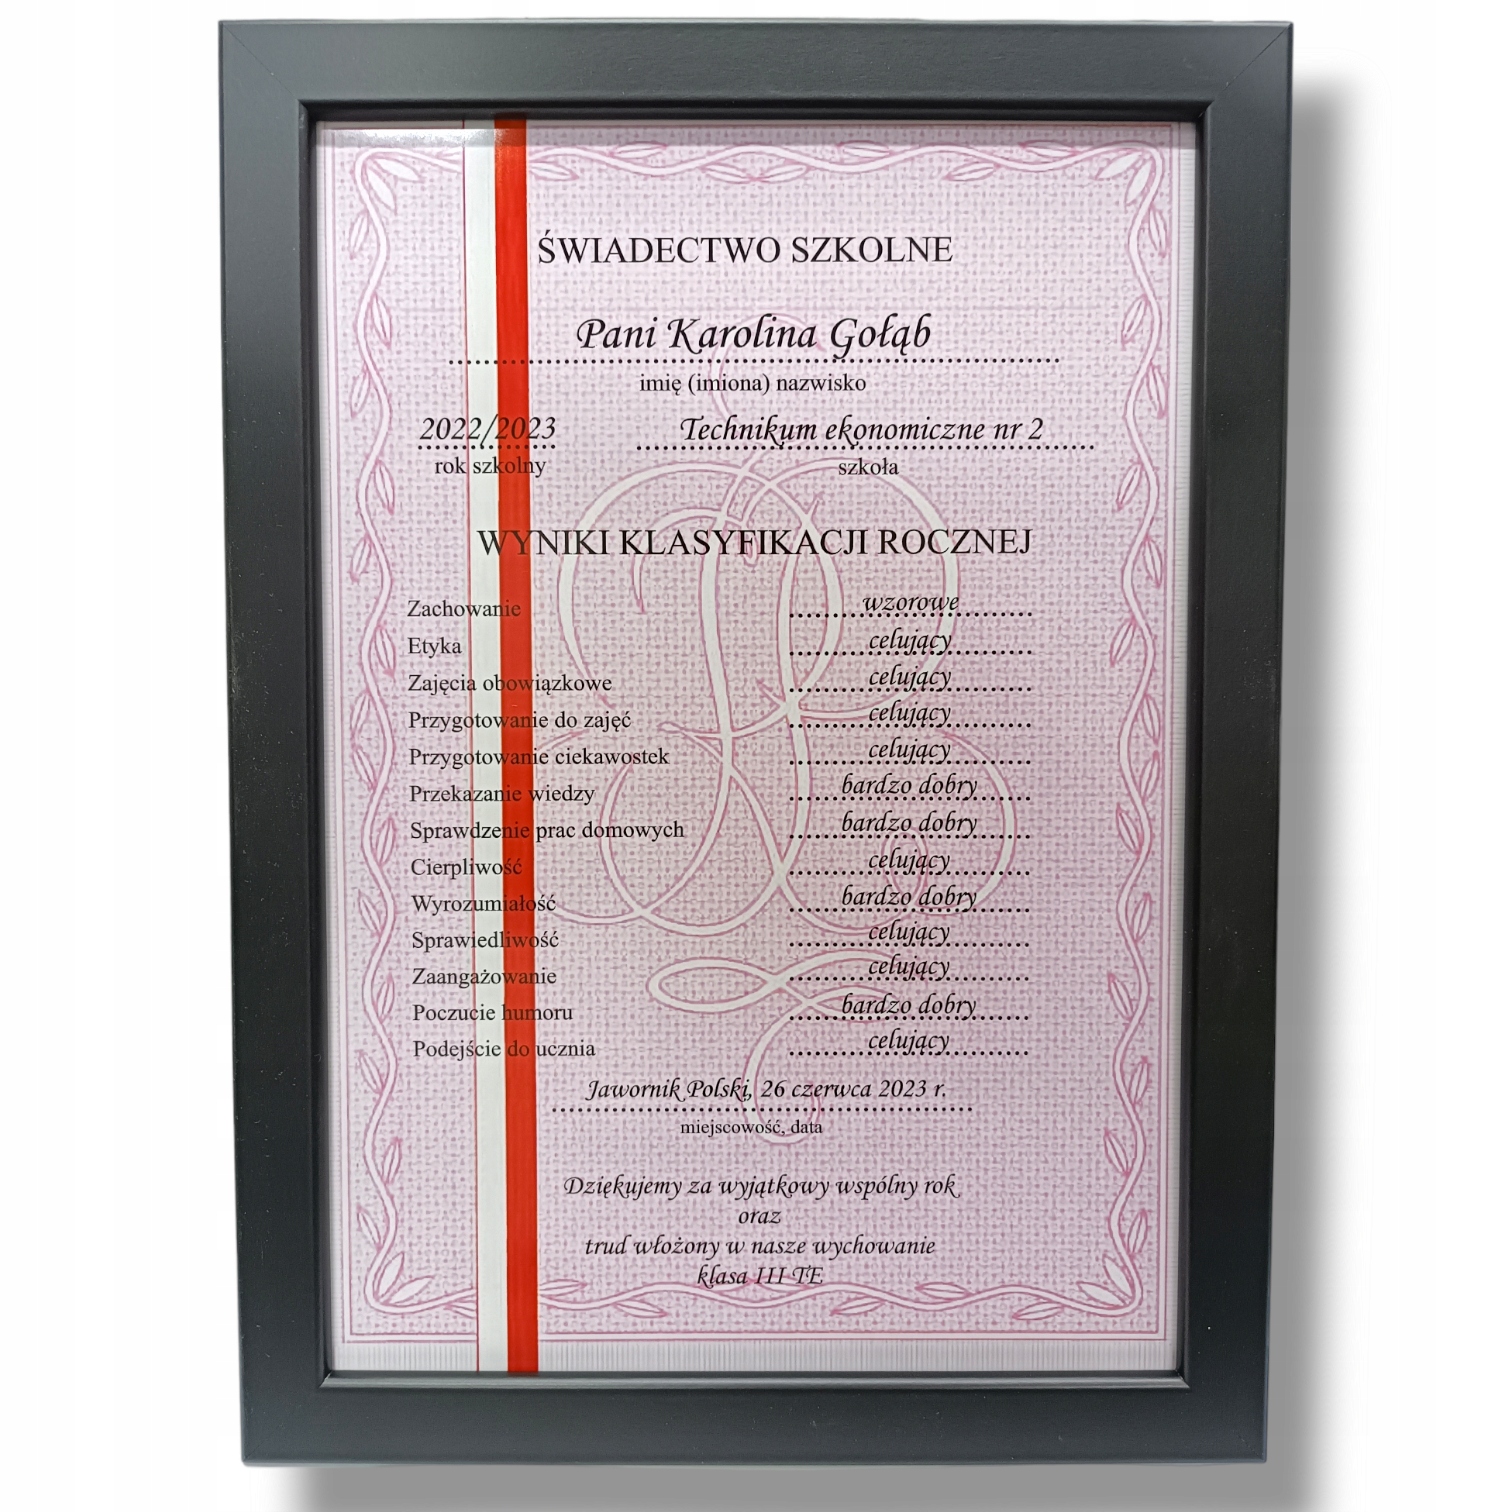 ŚWIADECTWO SZKOLNE
Pani Karolina Gołąb
imię (imiona) nazwisko
2022/2023 Technikum ekonomiczne nr 2
rok szkolny szkoła
WYNIKI KLASYFIKACJI ROCZNEJ
Zachowanie wzorowe
Etyka celujący
Zajęcia obowiązkowe celujący
Przygotowanie do zajęć celujący
Przygotowanie ciekawostek celujący
Przekazanie wiedzy bardzo dobry
Sprawdzenie prac domowych bardzo dobry
Cierpliwość celujący
Wyrozumiałość bardzo dobry
Sprawiedliwość celujący
Zaangażowanie celujący
Poczucie humoru bardzo dobry
Podejście do ucznia celujący
Jawornik Polski, 26 czerwca 2023 r.
miejscowość, data
Dziękujemy za wyjątkowy wspólny rok
oraz
trud włożony w nasze wychowanie
klasa III TE